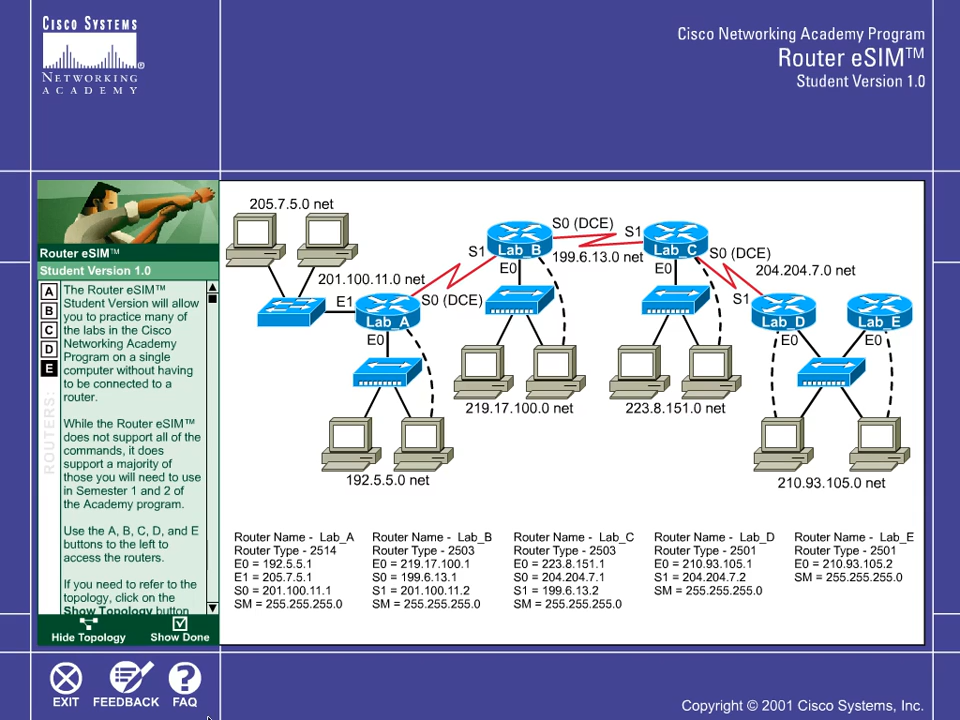 CISCO SYSTEMS
NETWORKING
ACADEMY
®
Cisco Networking Academy Program
Router eSIM™
Student Version 1.0
Router eSIM™
Student Version 1.0
A
B
C
D
E
ROUTERS:
The Router eSIM™
Student Version will allow
you to practice many of
the labs in the Cisco
Networking Academy
Program on a single
computer without having
to be connected to a
router.
While the Router eSIM™
does not support all of the
commands, it does
support a majority of
those you will need to use
in Semester 1 and 2 of
the Academy program.
Use the A, B, C, D, and E
buttons to the left to
access the routers.
If you need to refer to the
topology, click on the
Show Topology button
Hide Topology
Show Done
205.7.5.0 net
201.100.11.0 net
E1
S0 (DCE)
Lab_A
E0
192.5.5.0 net
S1
Lab_B
S0 (DCE)
E0
199.6.13.0 net
219.17.100.0 net
S1
Lab_C
S0 (DCE)
E0
204.204.7.0 net
223.8.151.0 net
S1
Lab_D
E0
Lab_E
E0
210.93.105.0 net
Router Name - Lab_A
Router Type - 2514
E0 = 192.5.5.1
E1 = 205.7.5.1
S0 = 201.100.11.1
SM = 255.255.255.0
Router Name - Lab_B
Router Type - 2503
E0 = 219.17.100.1
S0 = 199.6.13.1
S1 = 201.100.11.2
SM = 255.255.255.0
Router Name - Lab_C
Router Type - 2503
E0 = 223.8.151.1
S0 = 204.204.7.1
S1 = 199.6.13.2
SM = 255.255.255.0
Router Name - Lab_D
Router Type - 2501
E0 = 210.93.105.1
S1 = 204.204.7.2
SM = 255.255.255.0
Router Name - Lab_E
Router Type - 2501
E0 = 210.93.105.2
SM = 255.255.255.0
EXIT
FEEDBACK
?
FAQ
Copyright © 2001 Cisco Systems, Inc.